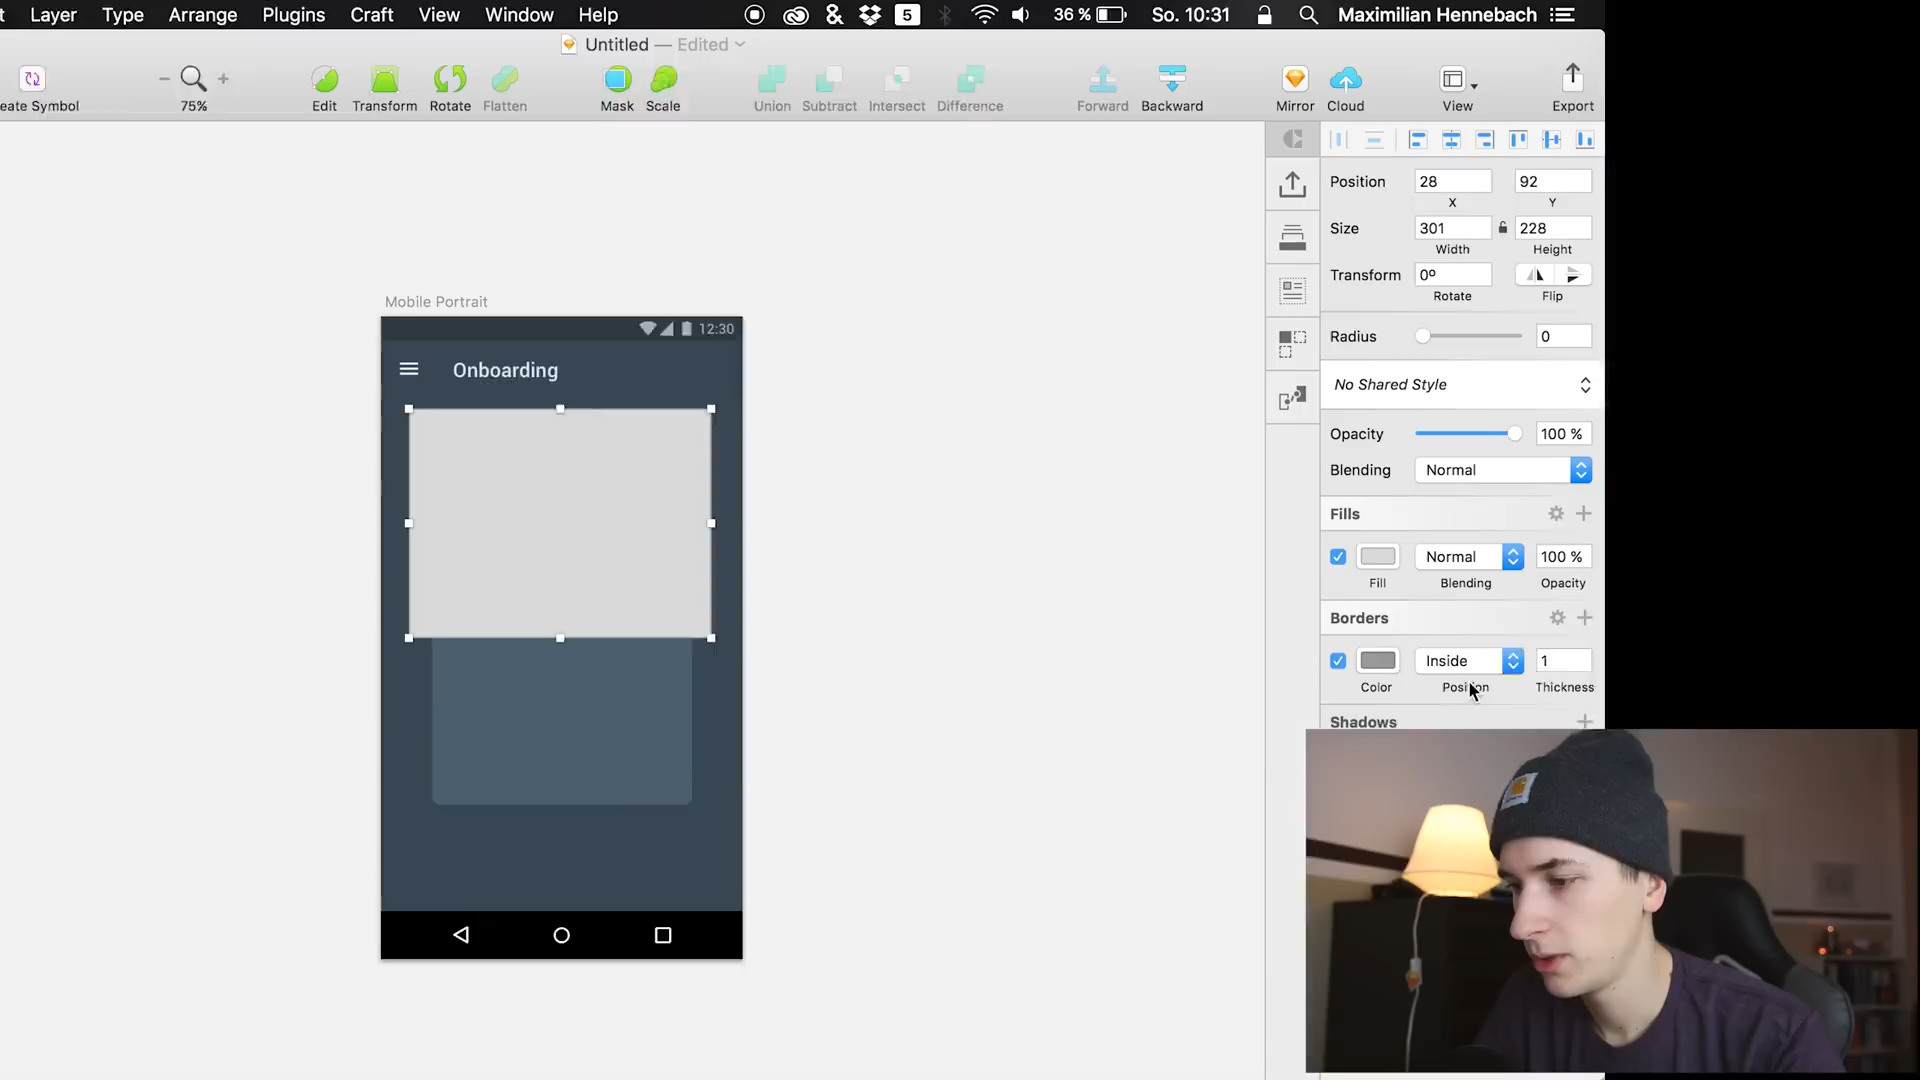 Layer Type Arrange Plugins Craft View Window Help 5 36 % So. 10:31 Maximilian Hennebach
Untitled — Edited
eate Symbol 75% Edit Transform Rotate Flatten Mask Scale Union Subtract Intersect Difference Forward Backward Mirror Cloud View Export
Position 28 92
X Y
Size 301 228
Width Height
Transform 0º
Rotate Flip
Mobile Portrait
12:30
Onboarding
Radius 0
No Shared Style
Opacity 100 %
Blending Normal
Fills
Normal 100 %
Fill Blending Opacity
Borders
Inside 1
Color Position Thickness
Shadows